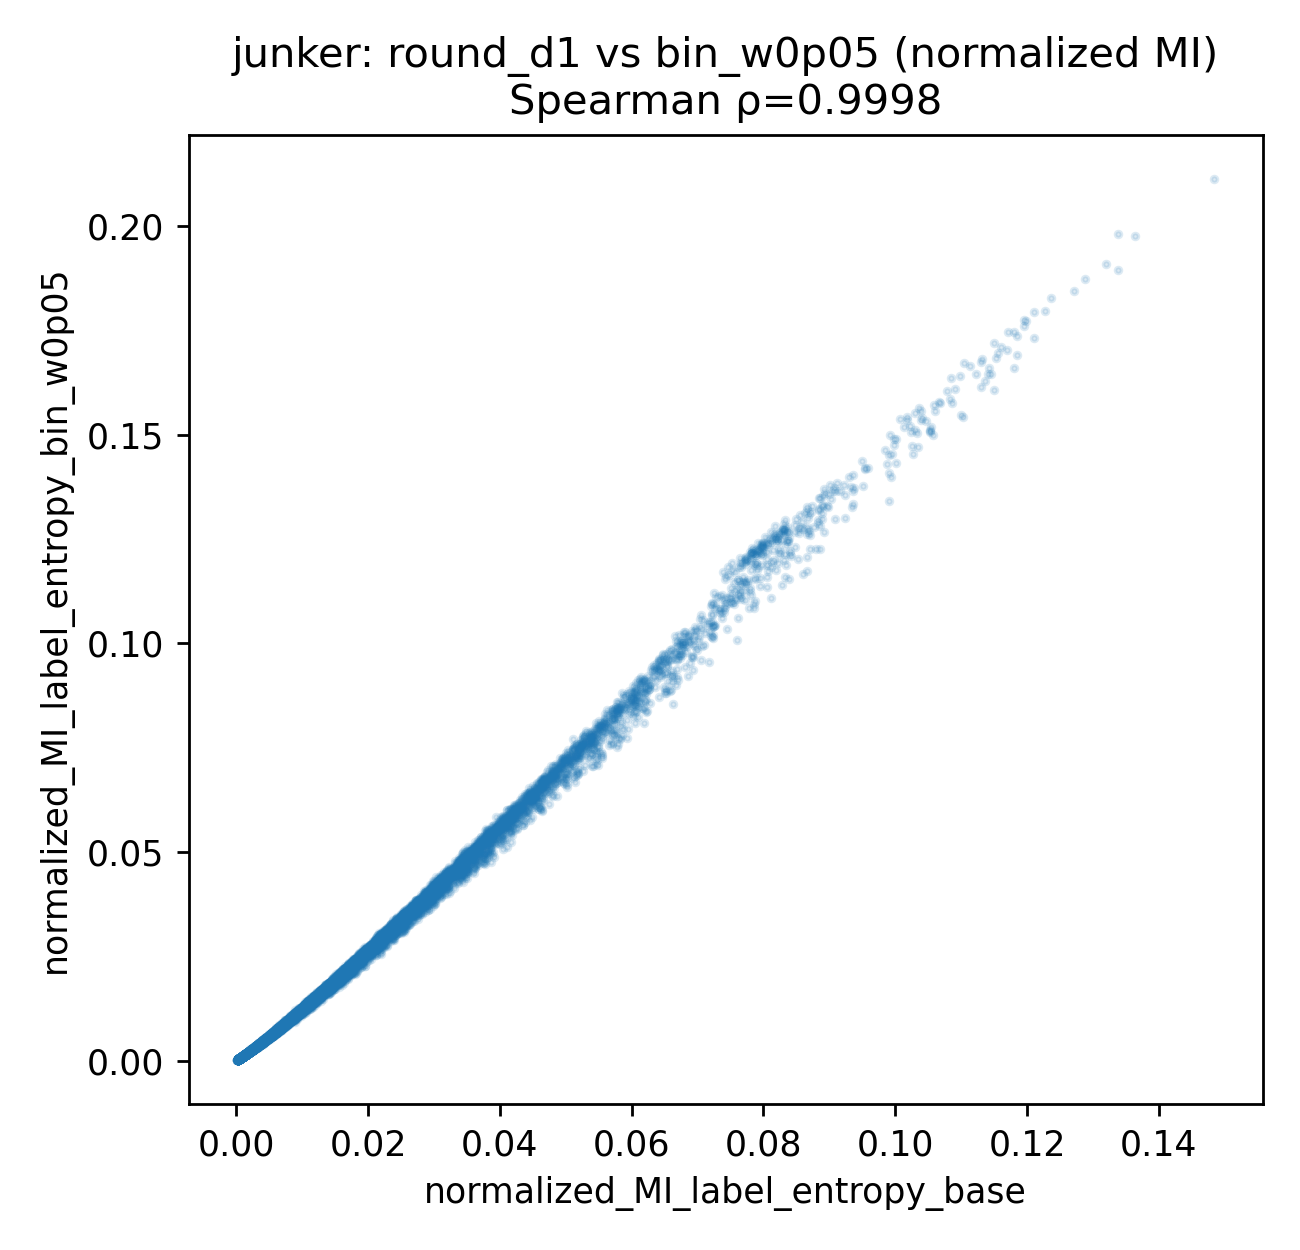 junker: round_d1 vs bin_w0p05 (normalized MI)
Spearman ρ=0.9998
normalized_MI_label_entropy_bin_w0p05
0.20
0.15
0.10
0.05
0.00
0.00 0.02 0.04 0.06 0.08 0.10 0.12 0.14
normalized_MI_label_entropy_base